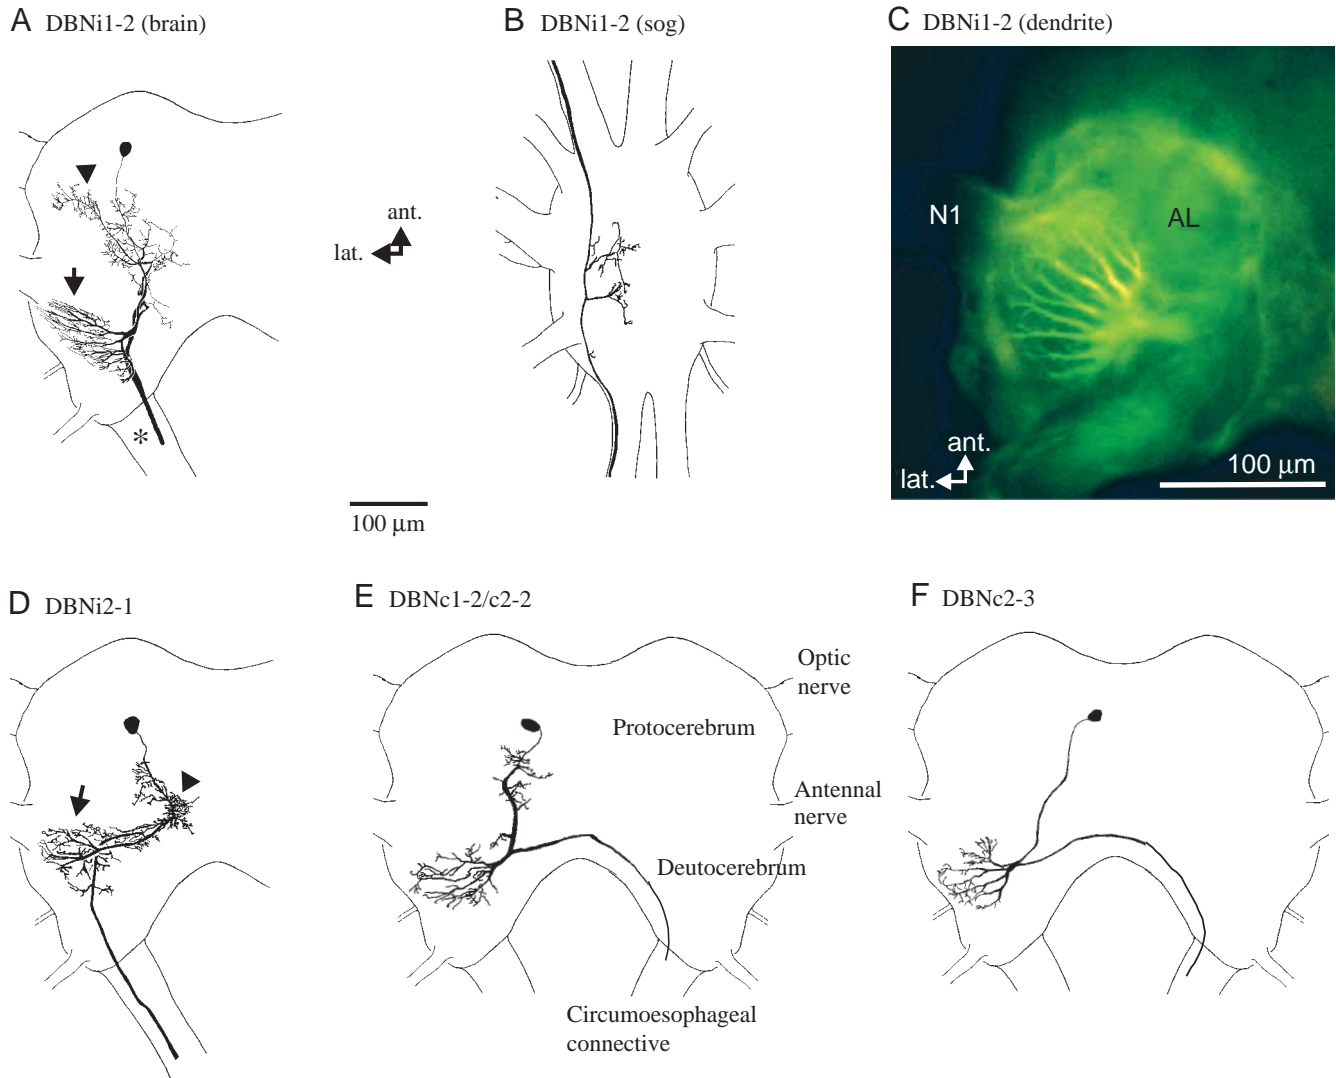 A DBNi1-2 (brain)
B DBNi1-2 (sog)
C DBNi1-2 (dendrite)
ant.
lat.
*
100 μm
N1
AL
ant.
lat.
100 μm
D DBNi2-1
E DBNc1-2/c2-2
F DBNc2-3
Optic
nerve
Protocerebrum
Antennal
nerve
Deutocerebrum
Circumoesophageal
connective